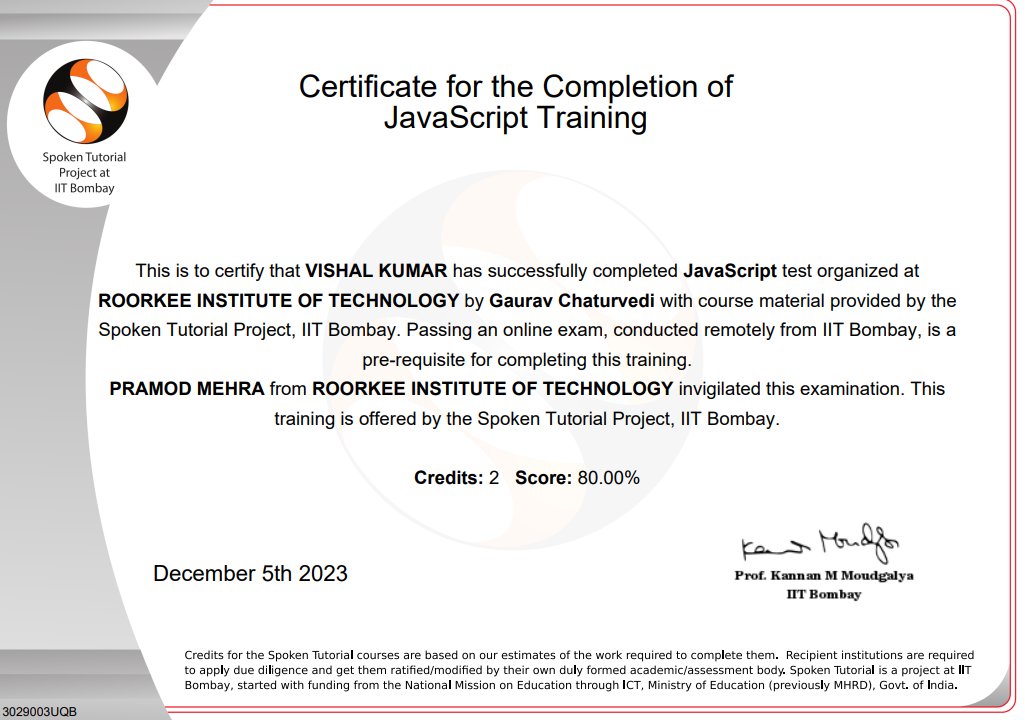 Spoken Tutorial
Project at
IIT Bombay
Certificate for the Completion of
JavaScript Training
This is to certify that VISHAL KUMAR has successfully completed JavaScript test organized at
ROORKEE INSTITUTE OF TECHNOLOGY by Gaurav Chaturvedi with course material provided by the
Spoken Tutorial Project, IIT Bombay. Passing an online exam, conducted remotely from IIT Bombay, is a
pre-requisite for completing this training.
PRAMOD MEHRA from ROORKEE INSTITUTE OF TECHNOLOGY invigilated this examination. This
training is offered by the Spoken Tutorial Project, IIT Bombay.
Credits: 2 Score: 80.00%
December 5th 2023
Kannan Moudgalya
Prof. Kannan M Moudgalya
IIT Bombay
Credits for the Spoken Tutorial courses are based on our estimates of the work required to complete them. Recipient institutions are required
to apply due diligence and get them ratified/modified by their own duly formed academic/assessment body. Spoken Tutorial is a project at IIT
Bombay, started with funding from the National Mission on Education through ICT, Ministry of Education (previously MHRD), Govt. of India.
3029003UQB